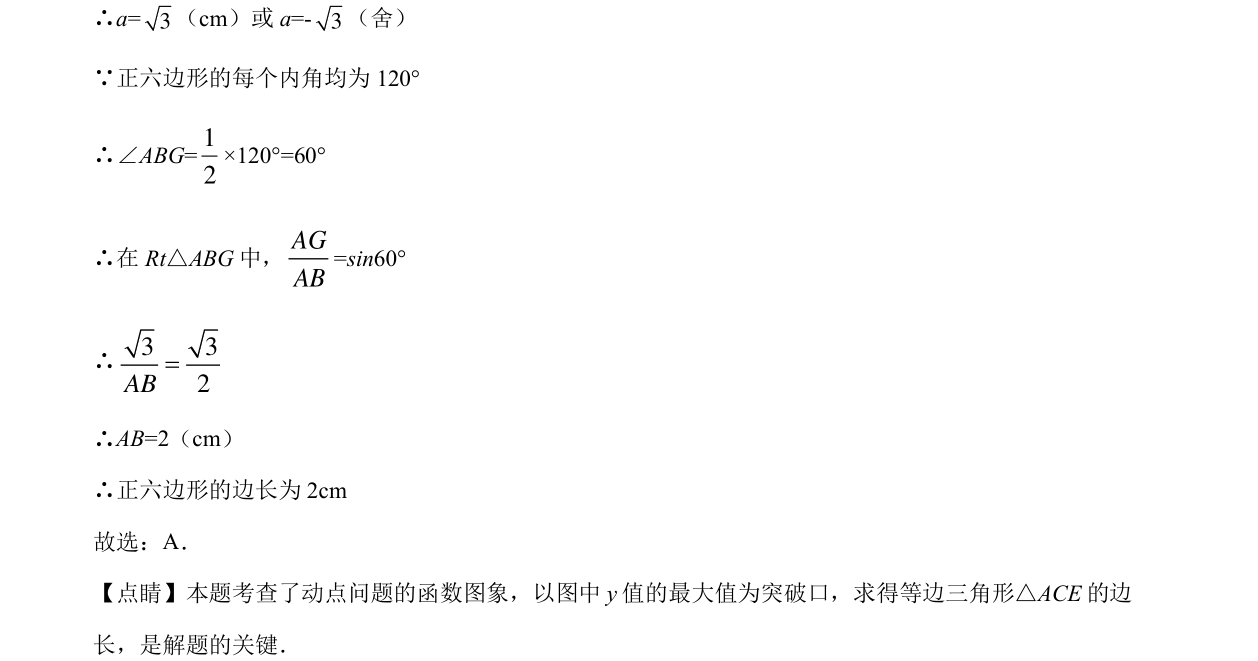 ∴a=√3（cm）或 a=-√3（舍）
∵正六边形的每个内角均为 120°
∴∠ABG=1/2×120°=60°
∴在 Rt△ABG 中，AG/AB=sin60°
∴√3/AB=√3/2
∴AB=2（cm）
∴正六边形的边长为 2cm
故选：A．
【点睛】本题考查了动点问题的函数图象，以图中 y 值的最大值为突破口，求得等边三角形△ACE 的边
长，是解题的关键．